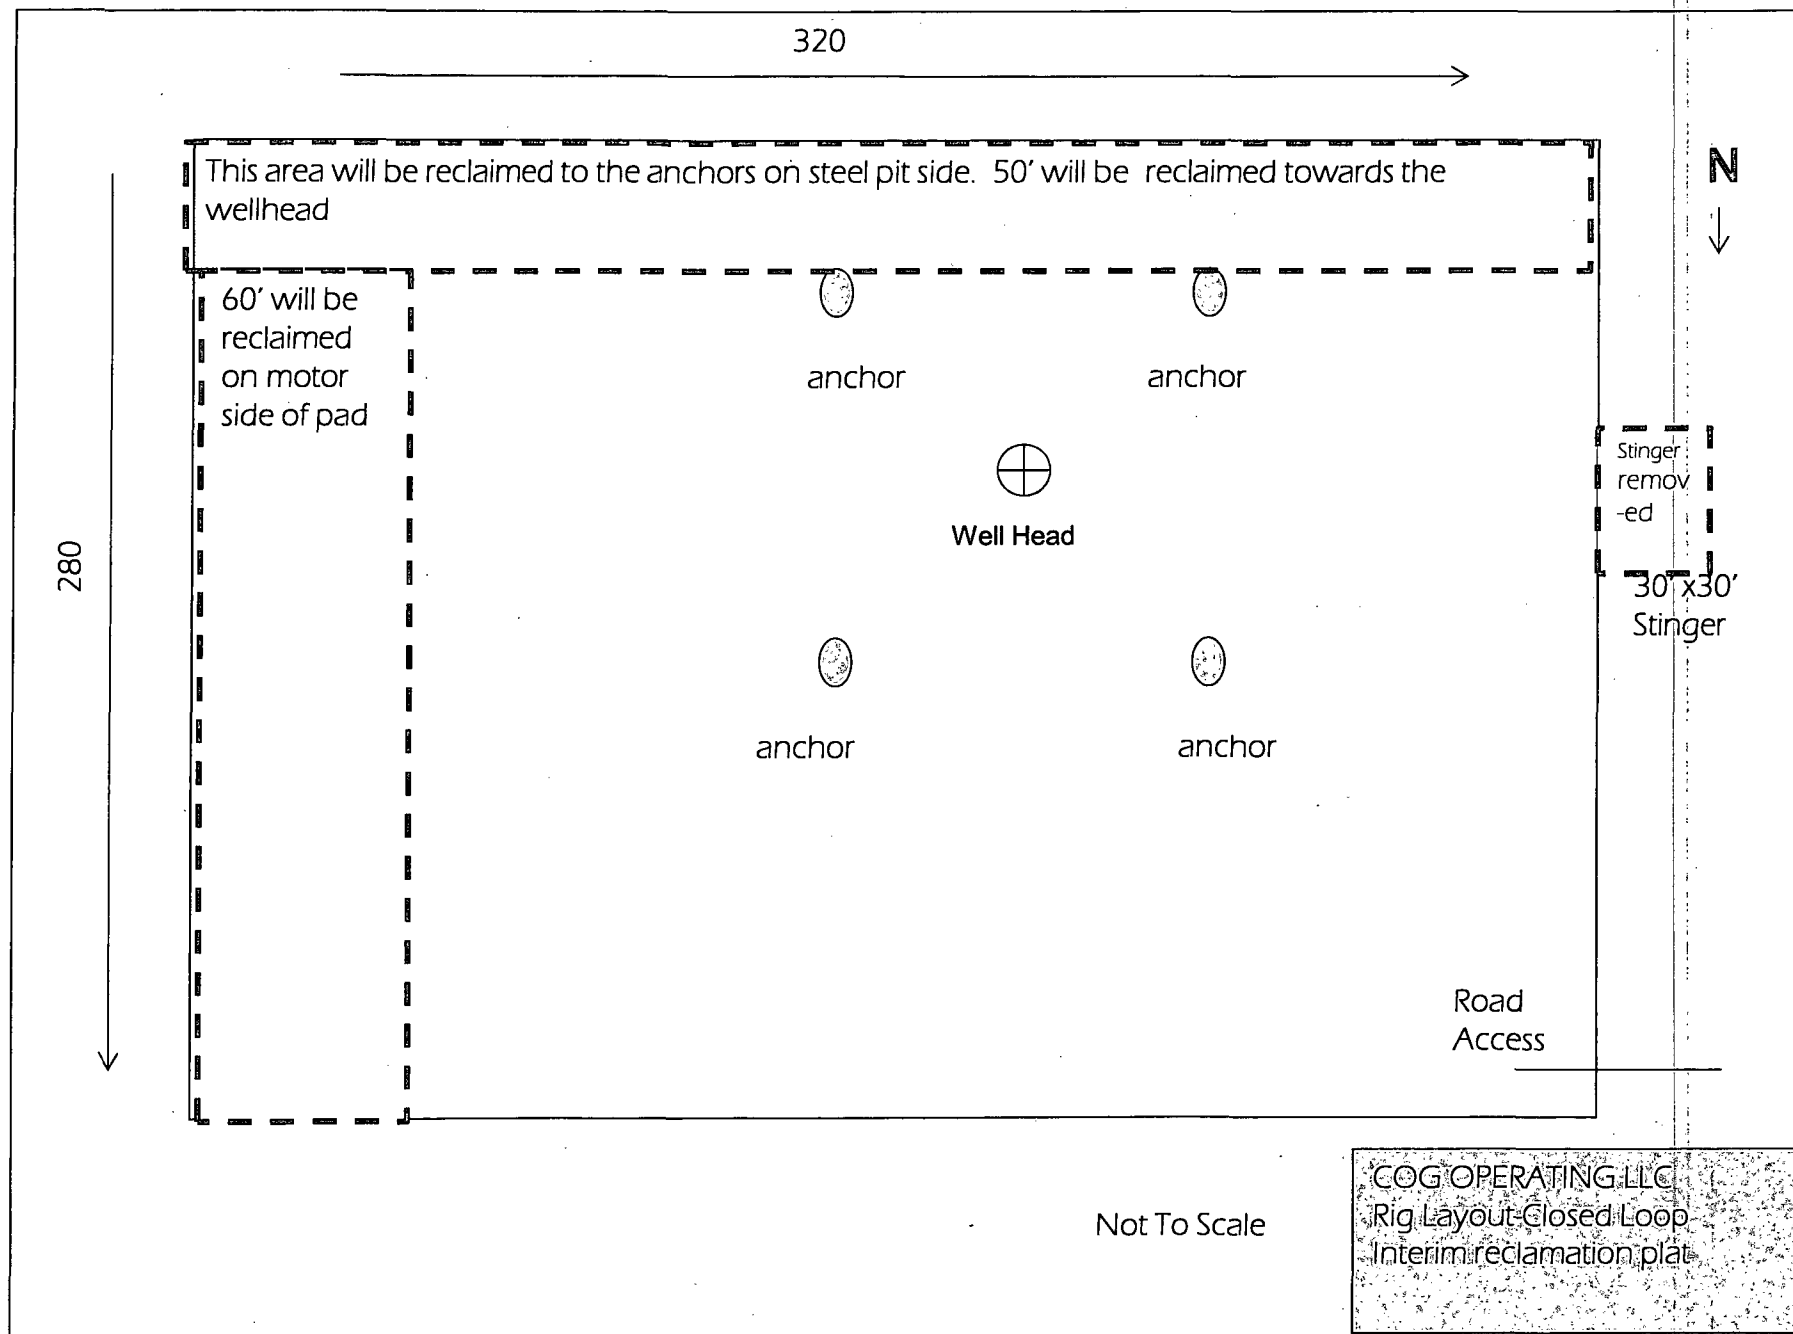 320
This area will be reclaimed to the anchors on steel pit side. 50' will be reclaimed towards the
wellhead
N
60' will be
reclaimed
on motor
side of pad
anchor
anchor
Stinger
remov
-ed
Well Head
280
30' x30'
Stinger
anchor
anchor
Road
Access
Not To Scale
COG OPERATING LLC
Rig Layout-Closed Loop
Interim reclamation plat